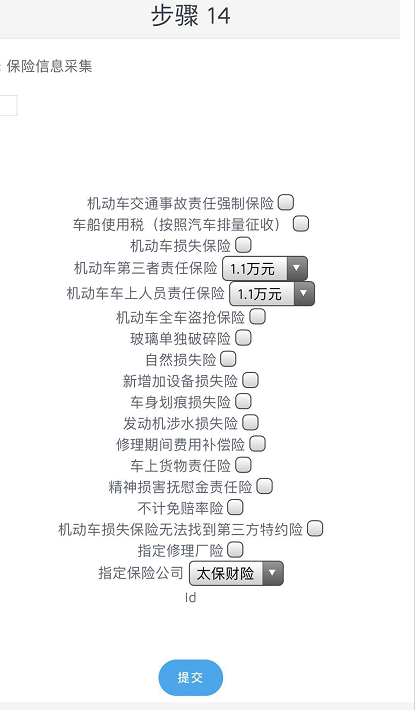 步骤 14
: 保险信息采集
机动车交通事故责任强制保险
车船使用税（按照汽车排量征收）
机动车损失保险
机动车第三者责任保险 1.1万元
机动车车上人员责任保险 1.1万元
机动车全车盗抢保险
玻璃单独破碎险
自然损失险
新增加设备损失险
车身划痕损失险
发动机涉水损失险
修理期间费用补偿险
车上货物责任险
精神损害抚慰金责任险
不计免赔率险
机动车损失保险无法找到第三方特约险
指定修理厂险
指定保险公司 太保财险
Id
提交